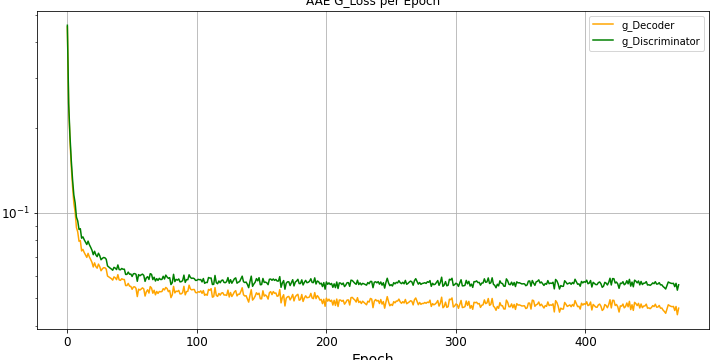 AAE G_Loss per Epoch
g_Decoder
g_Discriminator
10⁻¹
0 100 200 300 400
Epoch